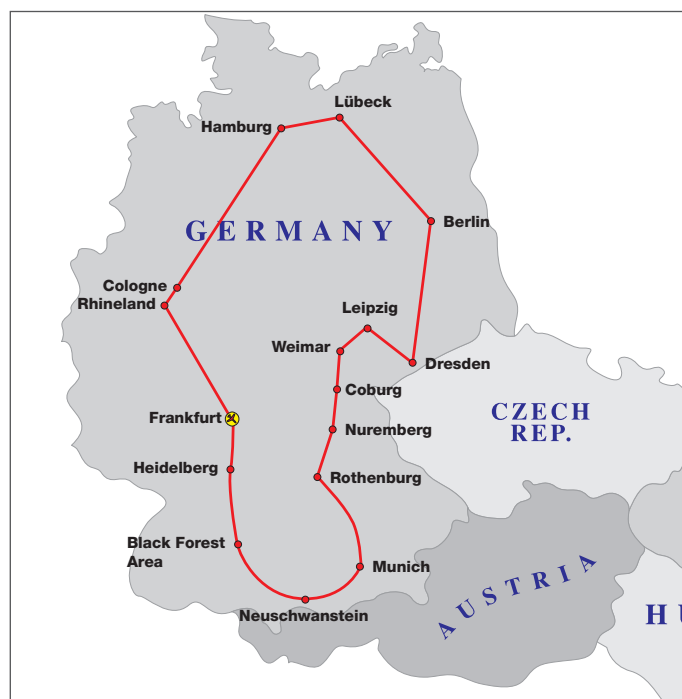 Lübeck
Hamburg
GERMANY
Berlin
Cologne
Rhineland
Leipzig
Weimar
Dresden
Coburg
CZECH
REP.
Frankfurt
Nuremberg
Heidelberg
Rothenburg
Black Forest
Area
Munich
AUSTRIA
Neuschwanstein
HU